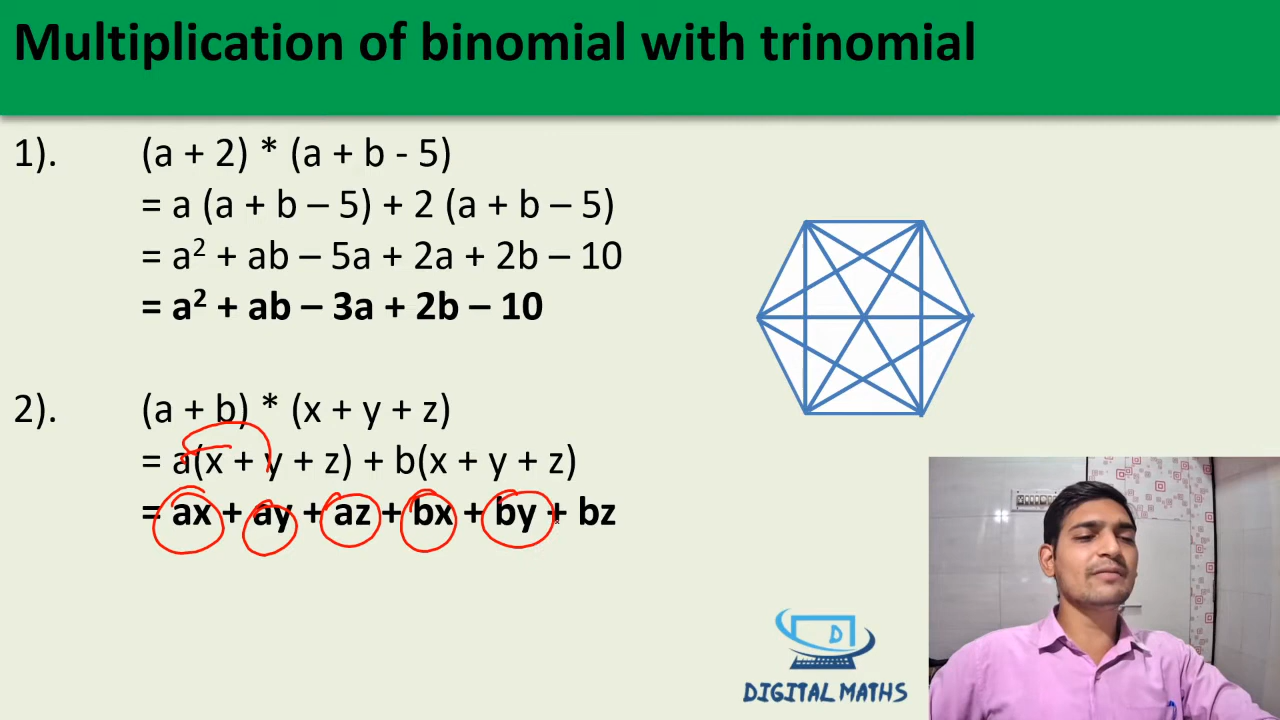 Multiplication of binomial with trinomial
1). (a + 2) * (a + b - 5)
= a (a + b – 5) + 2 (a + b – 5)
= a² + ab – 5a + 2a + 2b – 10
= a² + ab – 3a + 2b – 10
2). (a + b) * (x + y + z)
= a(x + y + z) + b(x + y + z)
= ax + ay + az + bx + by + bz
D
DIGITAL MATHS